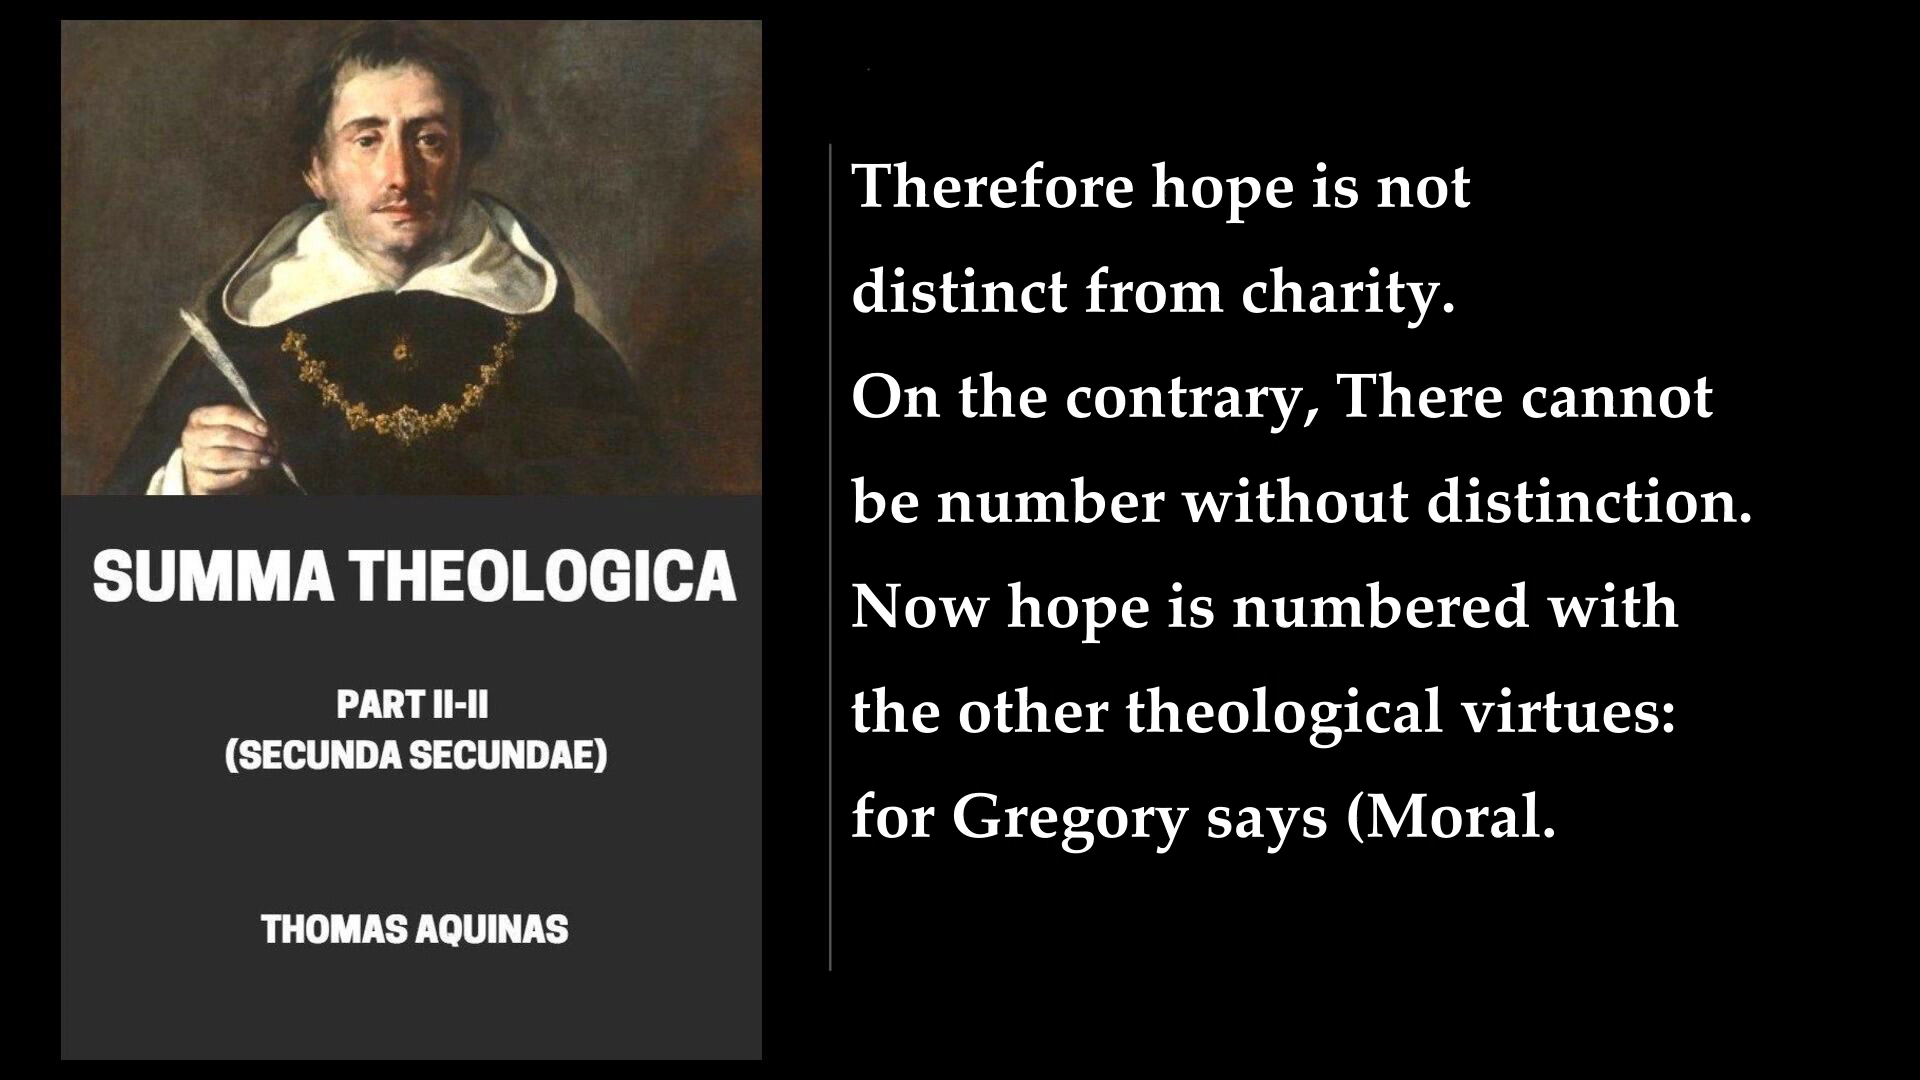 SUMMA THEOLOGICA
PART II-II
(SECUNDA SECUNDAE)
THOMAS AQUINAS
Therefore hope is not
distinct from charity.
On the contrary, There cannot
be number without distinction.
Now hope is numbered with
the other theological virtues:
for Gregory says (Moral.